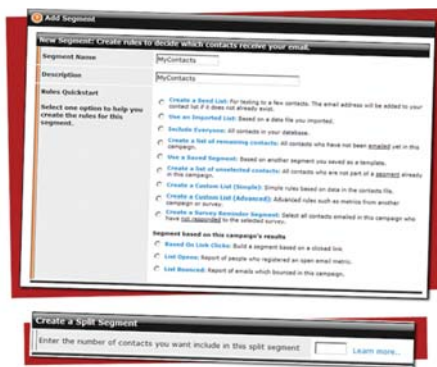 Add Segment
New Segment: Create rules to decide which contacts receive your email.
Segment Name
MyContacts
Description
MyContacts
Rules Quickstart
Select one option to help you
create the rules for this
segment.
Create a Seed List: For testing to a few contacts. The email address will be added to your
contact list if it does not already exist.
Use an Imported List: Based on a data file you imported.
Include Everyone: All contacts in your database.
Create a list of remaining contacts: All contacts who have not been emailed yet in this
campaign.
Use a Saved Segment: Based on another segment you saved as a template.
Create a list of unselected contacts: All contacts who are not part of a segment already
in this campaign.
Create a Custom List (Simple): Simple rules based on data in the contacts file.
Create a Custom List (Advanced): Advanced rules such as metrics from another
campaign or survey.
Create a Survey Reminder Segment: Select all contacts emailed in this campaign who
have not responded to the selected survey.
Segment based on this campaign's results
Based On Link Clicks: Build a segment based on a clicked link.
List Opens: Report of people who registered an open email metric.
List Bounced: Report of emails which bounced in this campaign.
Create a Split Segment
Enter the number of contacts you want include in this split segment
Learn more...